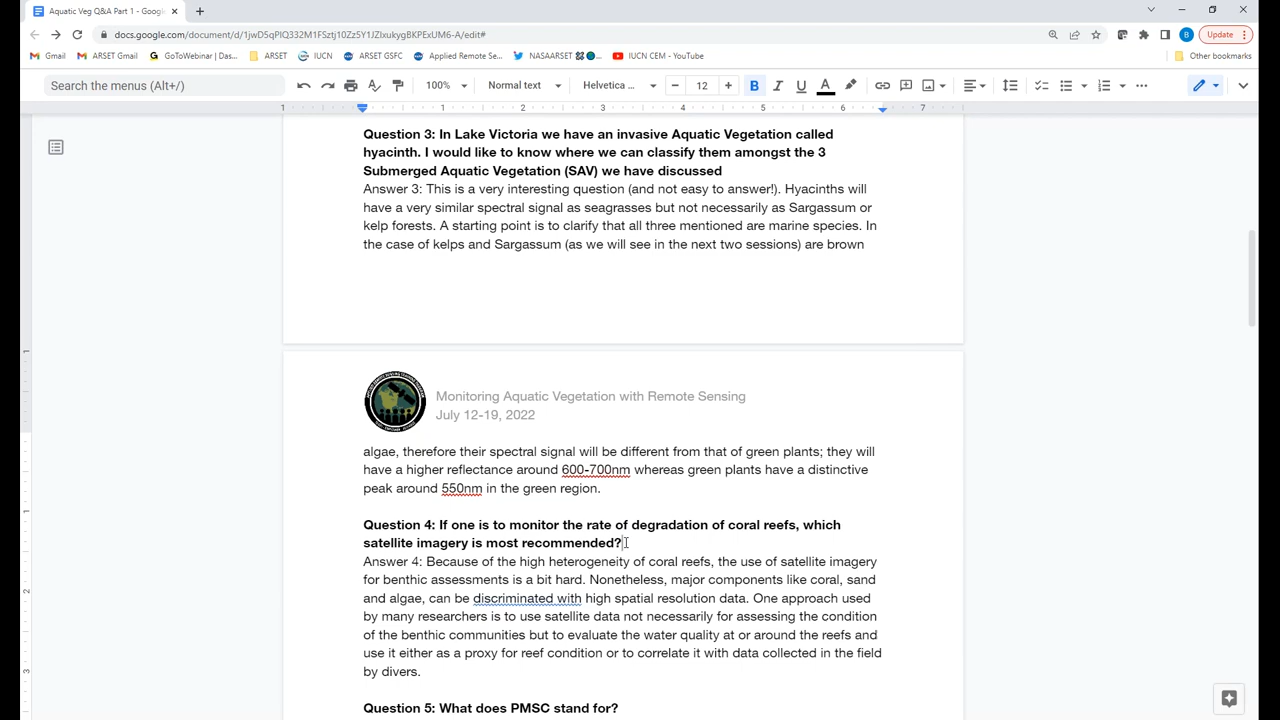 Aquatic Veg Q&A Part 1 - Googl
docs.google.com/document/d/1jwD5qPIQ332M1FSztj10Zz5Y1JZIxukygBKPExUM6-A/edit#
Update
Gmail
ARSET Gmail
GoToWebinar | Das...
ARSET
IUCN
ARSET GSFC
Applied Remote Se...
NASAARSET
IUCN CEM - YouTube
Other bookmarks
Search the menus (Alt+/)
100%
Normal text
Helvetica ...
12
B I U A
1 1 2 3 4 5 6 7
Question 3: In Lake Victoria we have an invasive Aquatic Vegetation called
hyacinth. I would like to know where we can classify them amongst the 3
Submerged Aquatic Vegetation (SAV) we have discussed
Answer 3: This is a very interesting question (and not easy to answer!). Hyacinths will
have a very similar spectral signal as seagrasses but not necessarily as Sargassum or
kelp forests. A starting point is to clarify that all three mentioned are marine species. In
the case of kelps and Sargassum (as we will see in the next two sessions) are brown
Monitoring Aquatic Vegetation with Remote Sensing
July 12-19, 2022
algae, therefore their spectral signal will be different from that of green plants; they will
have a higher reflectance around 600-700nm whereas green plants have a distinctive
peak around 550nm in the green region.
Question 4: If one is to monitor the rate of degradation of coral reefs, which
satellite imagery is most recommended?
Answer 4: Because of the high heterogeneity of coral reefs, the use of satellite imagery
for benthic assessments is a bit hard. Nonetheless, major components like coral, sand
and algae, can be discriminated with high spatial resolution data. One approach used
by many researchers is to use satellite data not necessarily for assessing the condition
of the benthic communities but to evaluate the water quality at or around the reefs and
use it either as a proxy for reef condition or to correlate it with data collected in the field
by divers.
Question 5: What does PMSC stand for?